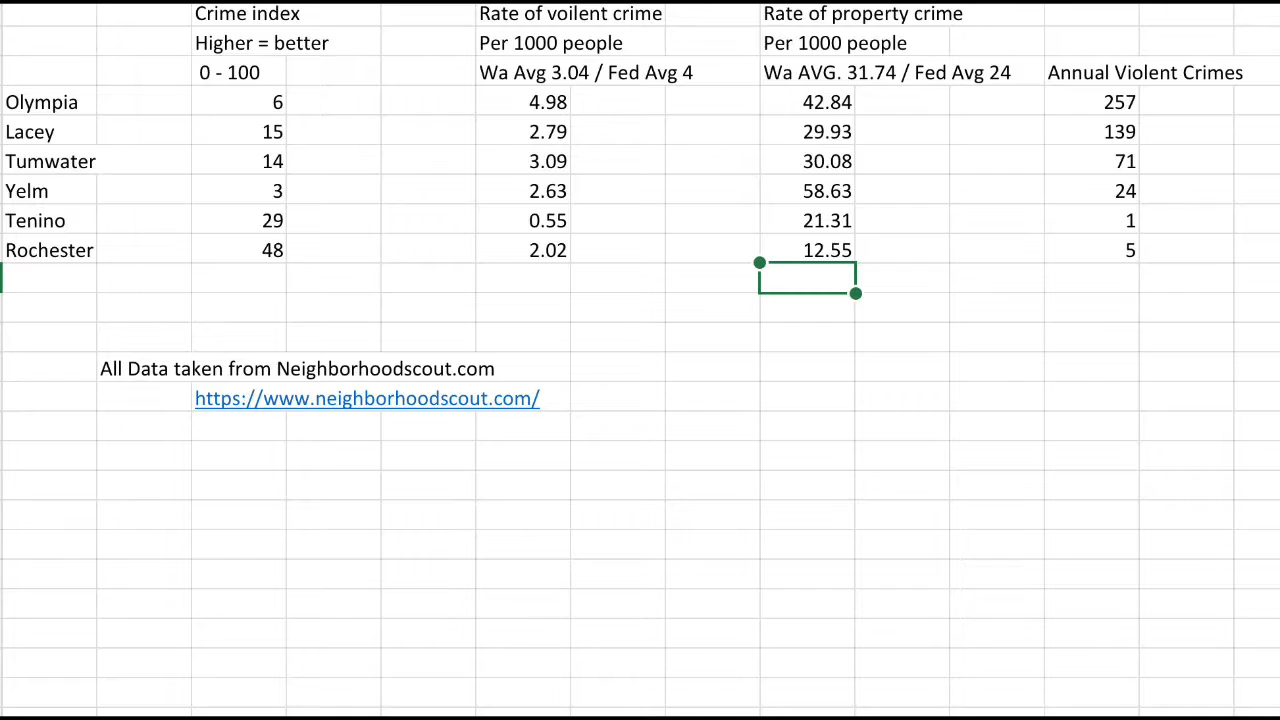 Crime index Rate of voilent crime Rate of property crime
Higher = better Per 1000 people Per 1000 people
0 - 100 Wa Avg 3.04 / Fed Avg 4 Wa AVG. 31.74 / Fed Avg 24 Annual Violent Crimes
Olympia 6 4.98 42.84 257
Lacey 15 2.79 29.93 139
Tumwater 14 3.09 30.08 71
Yelm 3 2.63 58.63 24
Tenino 29 0.55 21.31 1
Rochester 48 2.02 12.55 5
All Data taken from Neighborhoodscout.com
https://www.neighborhoodscout.com/